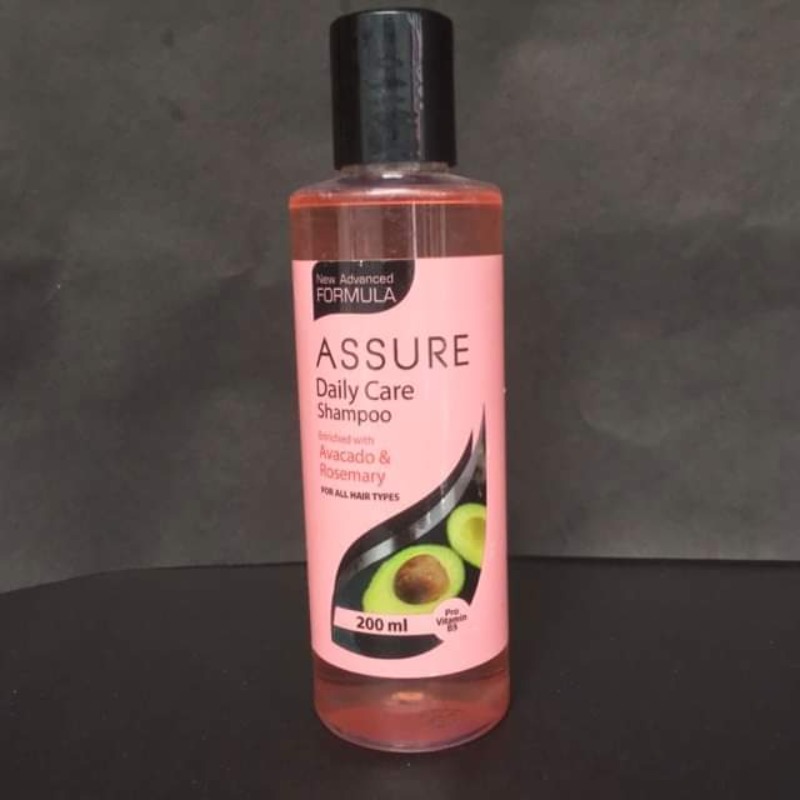 New Advanced
FORMULA
ASSURE
Daily Care
Shampoo
Enriched with
Avacado &
Rosemary
FOR ALL HAIR TYPES
200 ml
Pro
Vitamin
B5